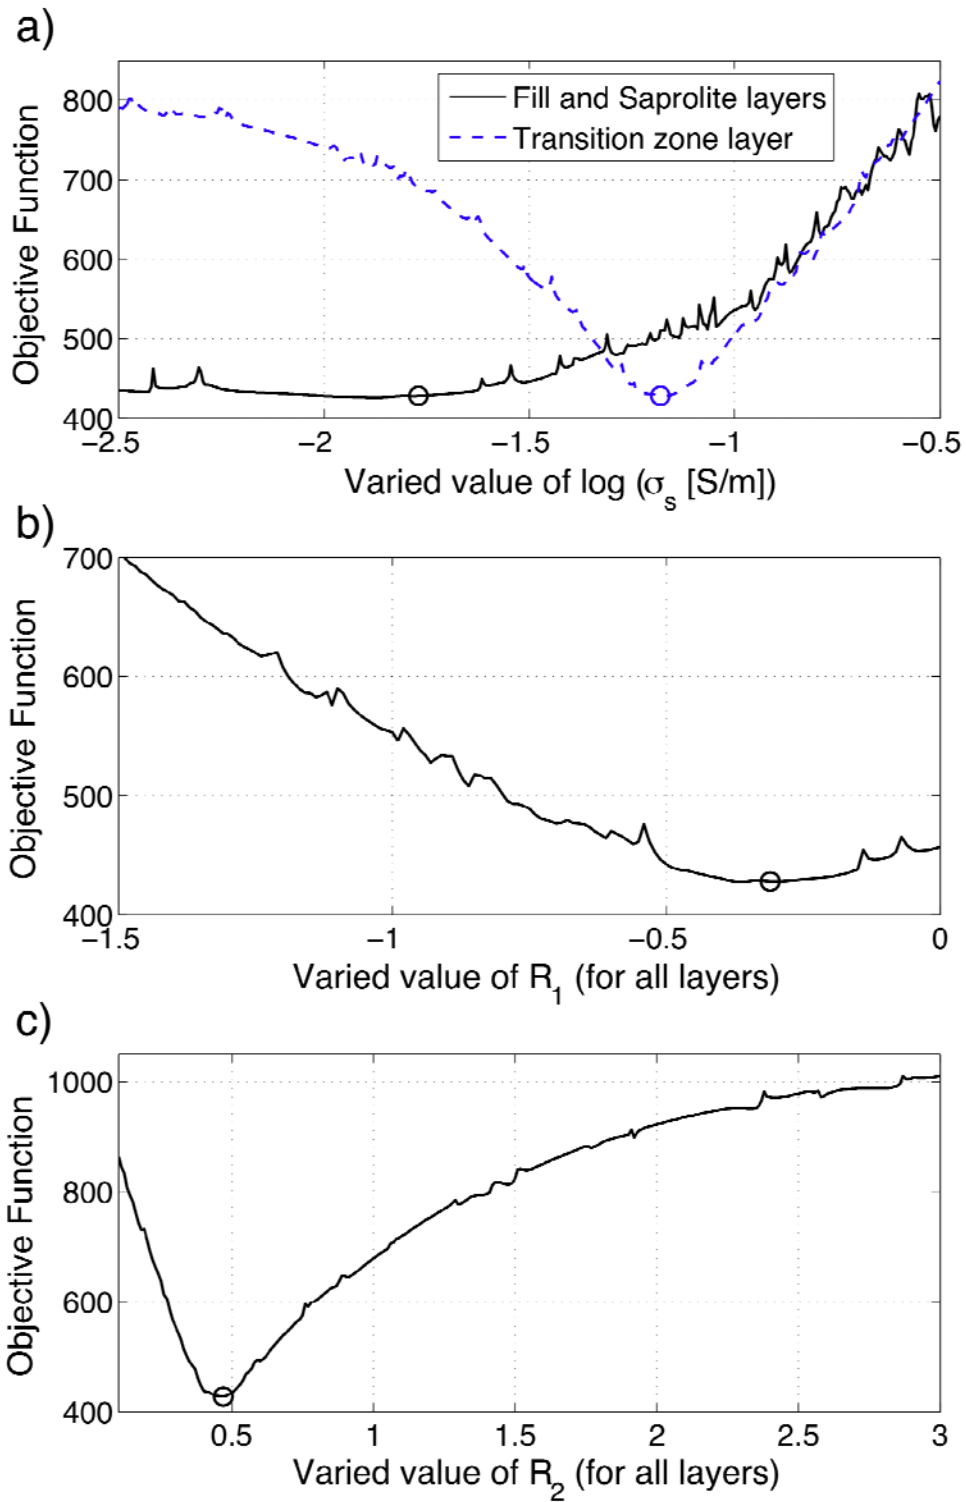 a)
Objective Function
800
700
600
500
400
Fill and Saprolite layers
Transition zone layer
−2.5 −2 −1.5 −1 −0.5
Varied value of log (σs [S/m])
b)
Objective Function
700
600
500
400
−1.5 −1 −0.5 0
Varied value of R1 (for all layers)
c)
Objective Function
1000
800
600
400
0.5 1 1.5 2 2.5 3
Varied value of R2 (for all layers)